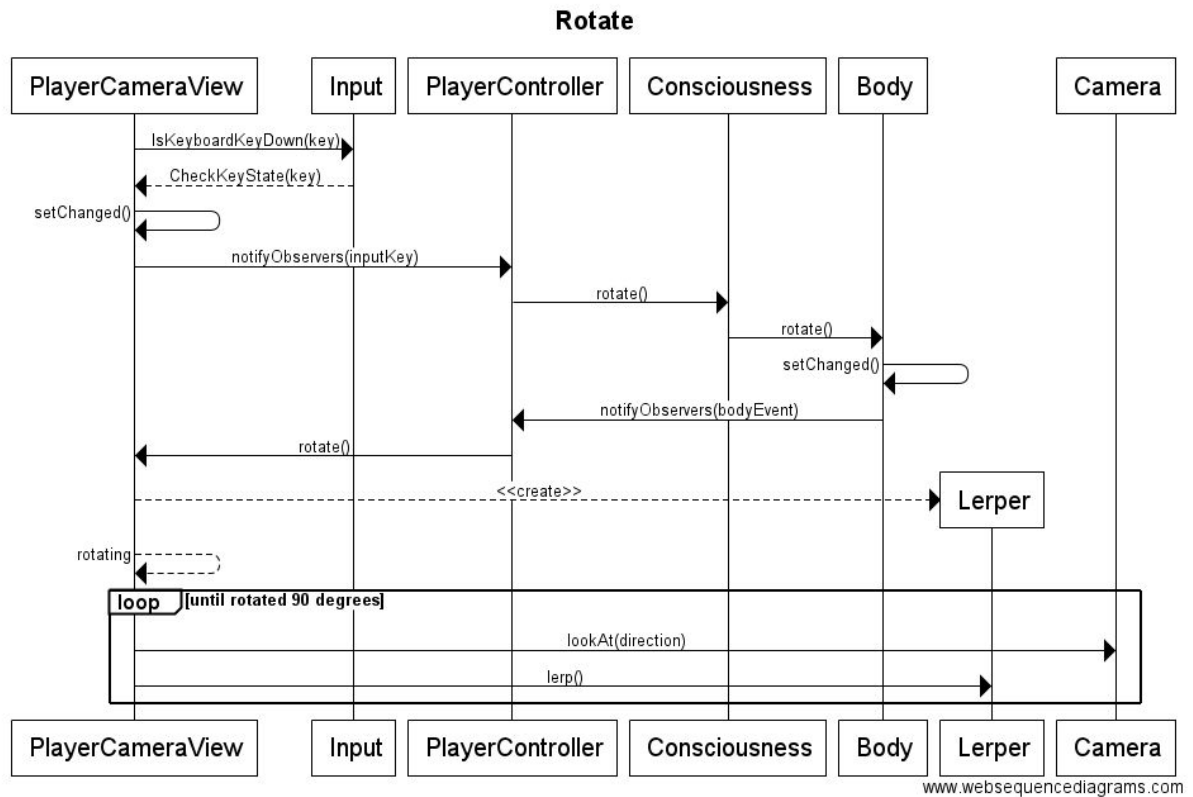 Rotate
PlayerCameraView Input PlayerController Consciousness Body Camera
IsKeyboardKeyDown(key)
CheckKeyState(key)
setChanged()
notifyObservers(inputKey)
rotate()
rotate()
setChanged()
notifyObservers(bodyEvent)
rotate()
<<create>>
Lerper
rotating
loop [until rotated 90 degrees]
lookAt(direction)
lerp()
PlayerCameraView Input PlayerController Consciousness Body Lerper Camera
www.websequencediagrams.com